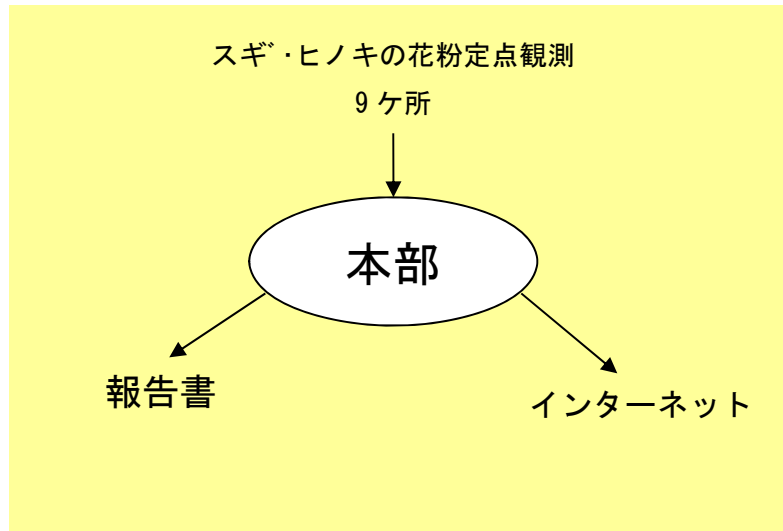 スギ・ヒノキの花粉定点観測
9ケ所
本部
報告書
インターネット